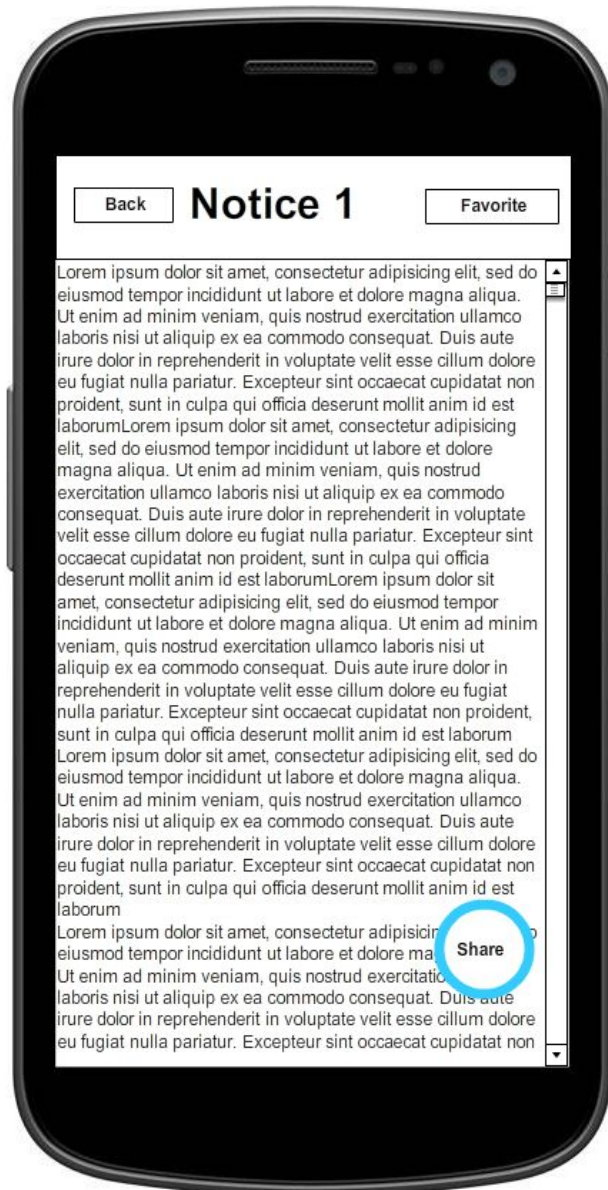 Back Notice 1 Favorite
Lorem ipsum dolor sit amet, consectetur adipisicing elit, sed do
eiusmod tempor incididunt ut labore et dolore magna aliqua.
Ut enim ad minim veniam, quis nostrud exercitation ullamco
laboris nisi ut aliquip ex ea commodo consequat. Duis aute
irure dolor in reprehenderit in voluptate velit esse cillum dolore
eu fugiat nulla pariatur. Excepteur sint occaecat cupidatat non
proident, sunt in culpa qui officia deserunt mollit anim id est
laborumLorem ipsum dolor sit amet, consectetur adipisicing
elit, sed do eiusmod tempor incididunt ut labore et dolore
magna aliqua. Ut enim ad minim veniam, quis nostrud
exercitation ullamco laboris nisi ut aliquip ex ea commodo
consequat. Duis aute irure dolor in reprehenderit in voluptate
velit esse cillum dolore eu fugiat nulla pariatur. Excepteur sint
occaecat cupidatat non proident, sunt in culpa qui officia
deserunt mollit anim id est laborumLorem ipsum dolor sit
amet, consectetur adipisicing elit, sed do eiusmod tempor
incididunt ut labore et dolore magna aliqua. Ut enim ad minim
veniam, quis nostrud exercitation ullamco laboris nisi ut
aliquip ex ea commodo consequat. Duis aute irure dolor in
reprehenderit in voluptate velit esse cillum dolore eu fugiat
nulla pariatur. Excepteur sint occaecat cupidatat non proident,
sunt in culpa qui officia deserunt mollit anim id est laborum
Lorem ipsum dolor sit amet, consectetur adipisicing elit, sed do
eiusmod tempor incididunt ut labore et dolore magna aliqua.
Ut enim ad minim veniam, quis nostrud exercitation ullamco
laboris nisi ut aliquip ex ea commodo consequat. Duis aute
irure dolor in reprehenderit in voluptate velit esse cillum dolore
eu fugiat nulla pariatur. Excepteur sint occaecat cupidatat non
proident, sunt in culpa qui officia deserunt mollit anim id est
laborum
Lorem ipsum dolor sit amet, consectetur
eiusmod tempor incididunt ut labore et dolore
Share
Ut enim ad minim veniam, quis nostrud
laboris nisi ut aliquip ex ea commodo consequat. Duis aute
irure dolor in reprehenderit in voluptate velit esse cillum dolore
eu fugiat nulla pariatur. Excepteur sint occaecat cupidatat non